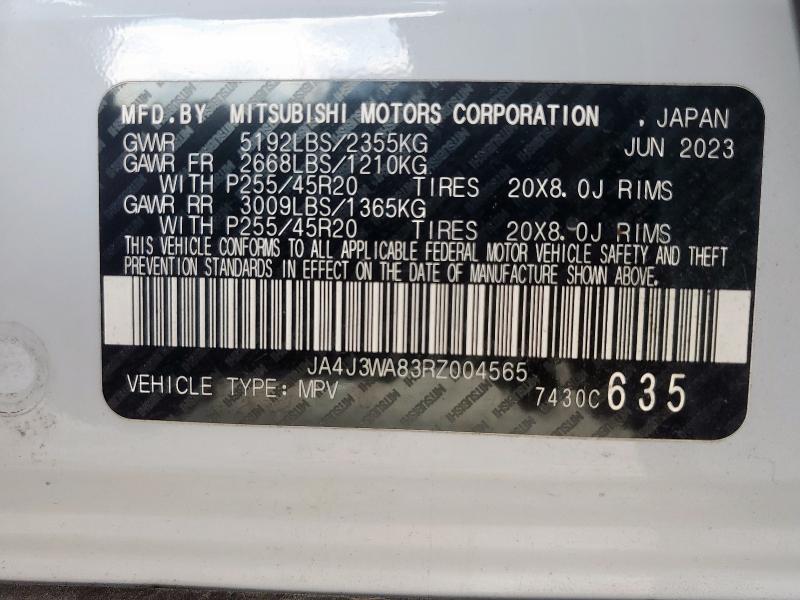 MFD.BY MITSUBISHI MOTORS CORPORATION , JAPAN
GVWR 5192LBS/2355KG JUN 2023
GAWR FR 2668LBS/1210KG
WITH P255/45R20 TIRES 20X8.0J RIMS
GAWR RR 3009LBS/1365KG
WITH P255/45R20 TIRES 20X8.0J RIMS
THIS VEHICLE CONFORMS TO ALL APPLICABLE FEDERAL MOTOR VEHICLE SAFETY AND THEFT
PREVENTION STANDARDS IN EFFECT ON THE DATE OF MANUFACTURE SHOWN ABOVE.
JA4J3WA83RZ004565
VEHICLE TYPE: MPV 7430C 635